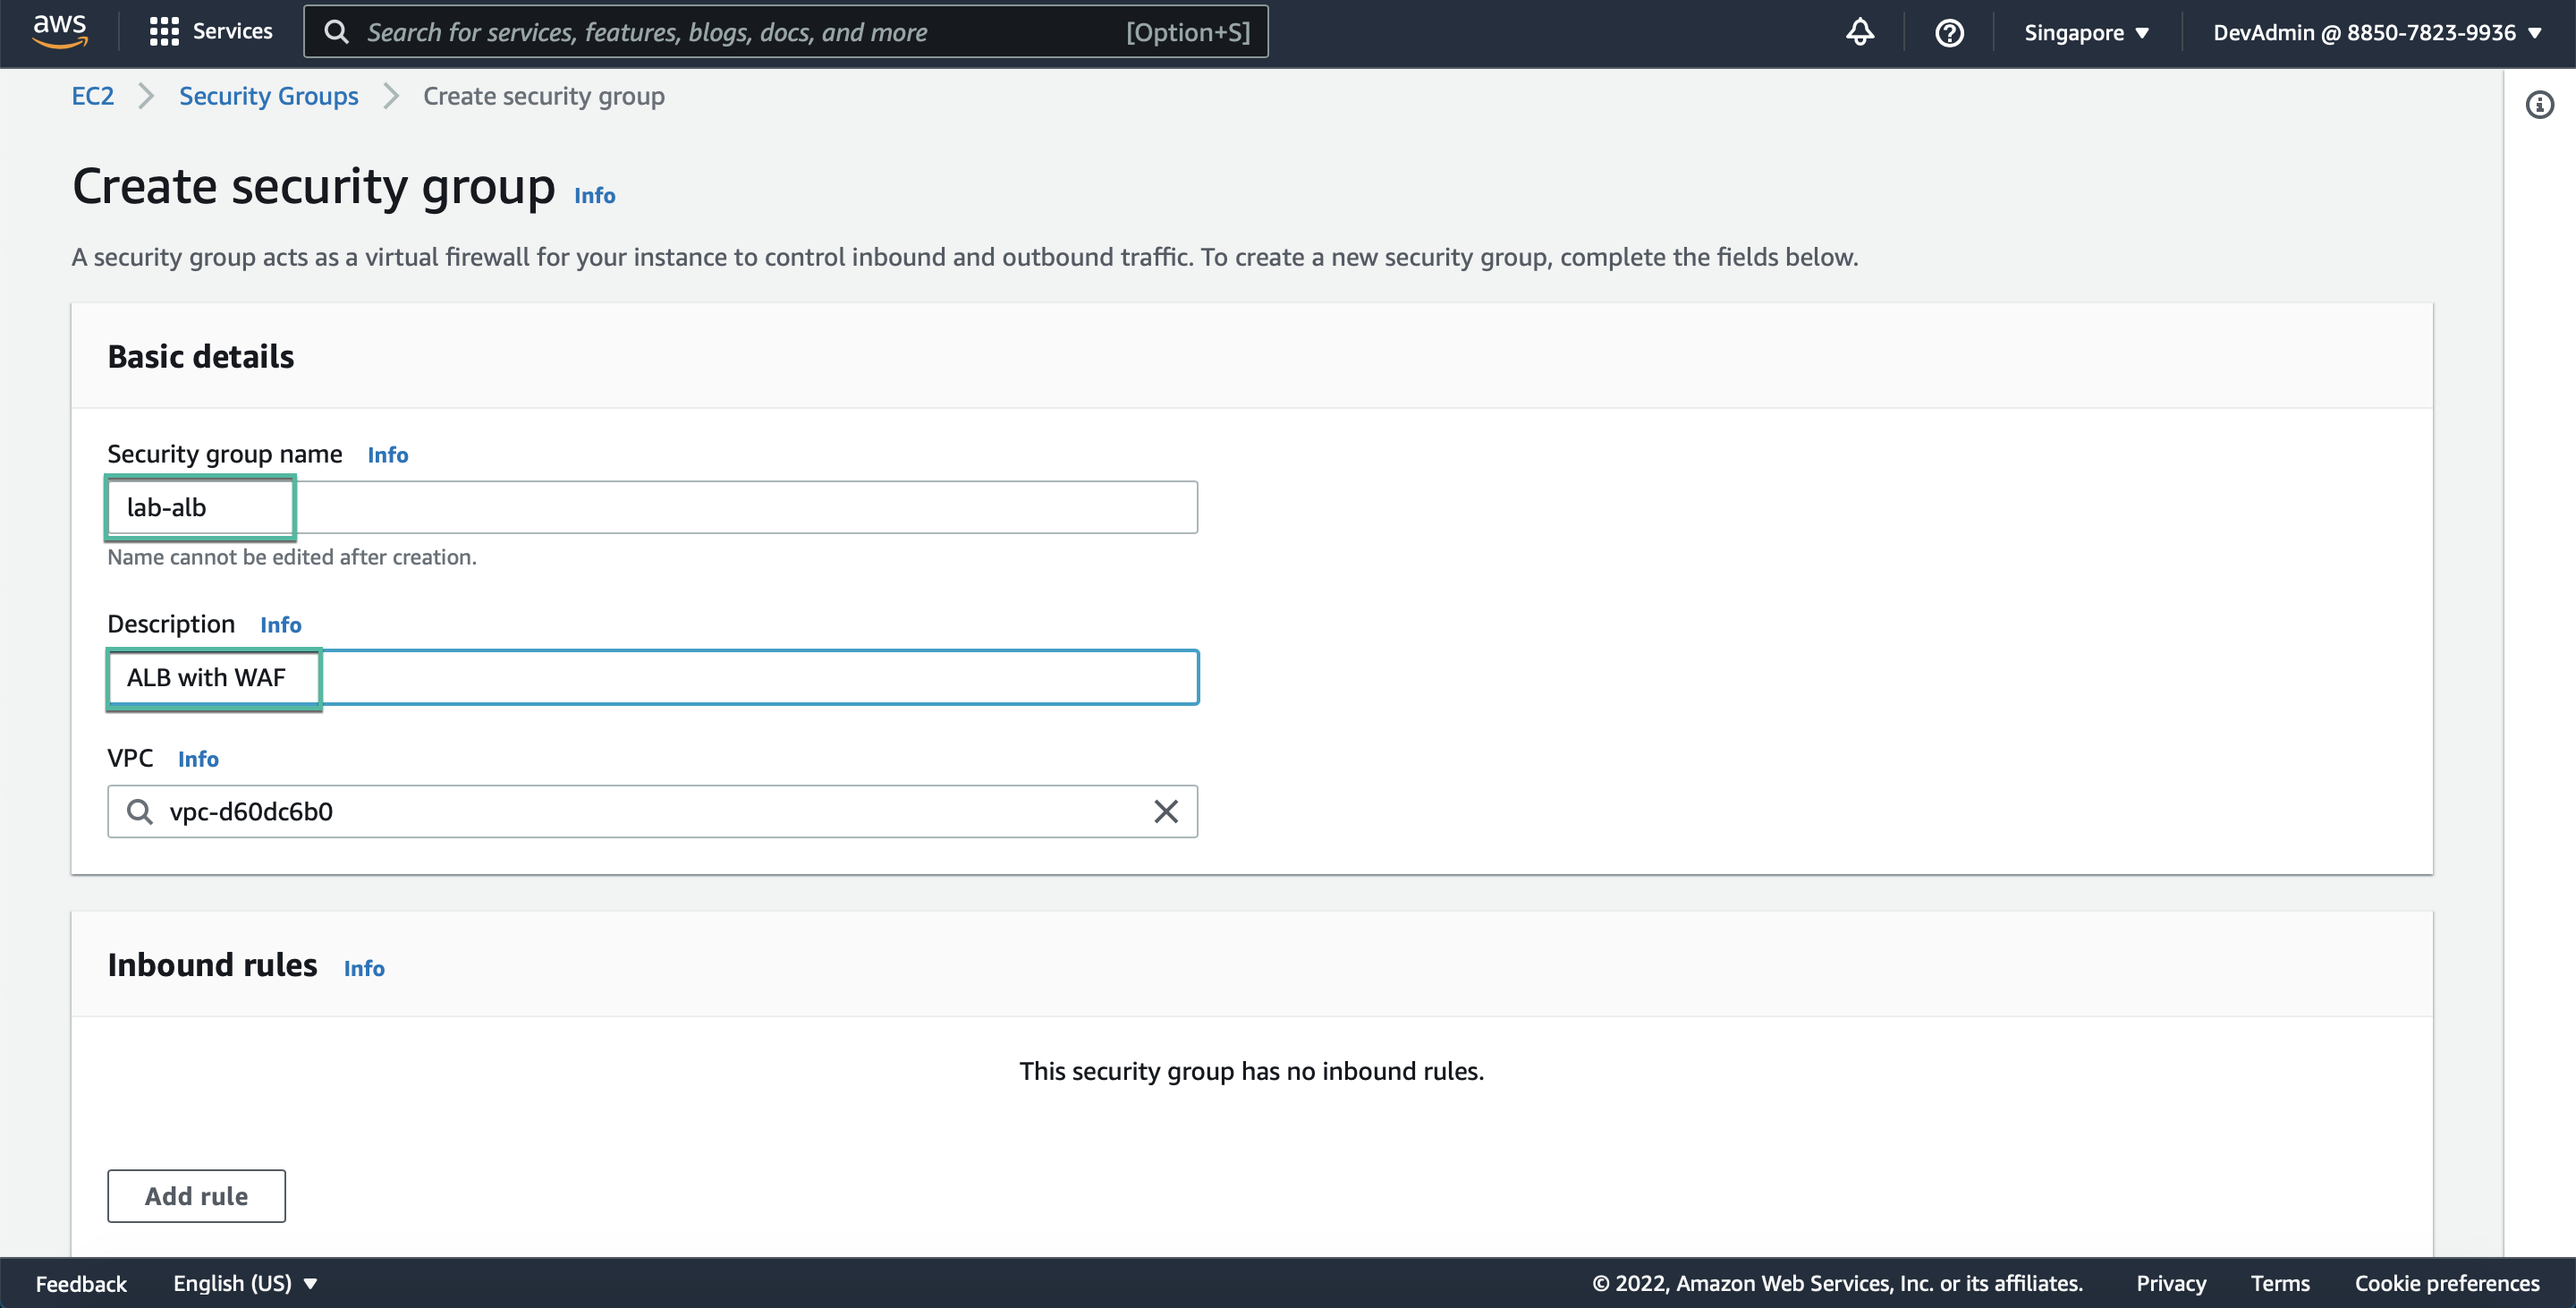 aws Services Search for services, features, blogs, docs, and more [Option+S] Singapore ▼ DevAdmin @ 8850-7823-9936 ▼
EC2 > Security Groups > Create security group
Create security group Info
A security group acts as a virtual firewall for your instance to control inbound and outbound traffic. To create a new security group, complete the fields below.
Basic details
Security group name Info
lab-alb
Name cannot be edited after creation.
Description Info
ALB with WAF
VPC Info
vpc-d60dc6b0
Inbound rules Info
This security group has no inbound rules.
Add rule
Feedback English (US) ▼ © 2022, Amazon Web Services, Inc. or its affiliates. Privacy Terms Cookie preferences